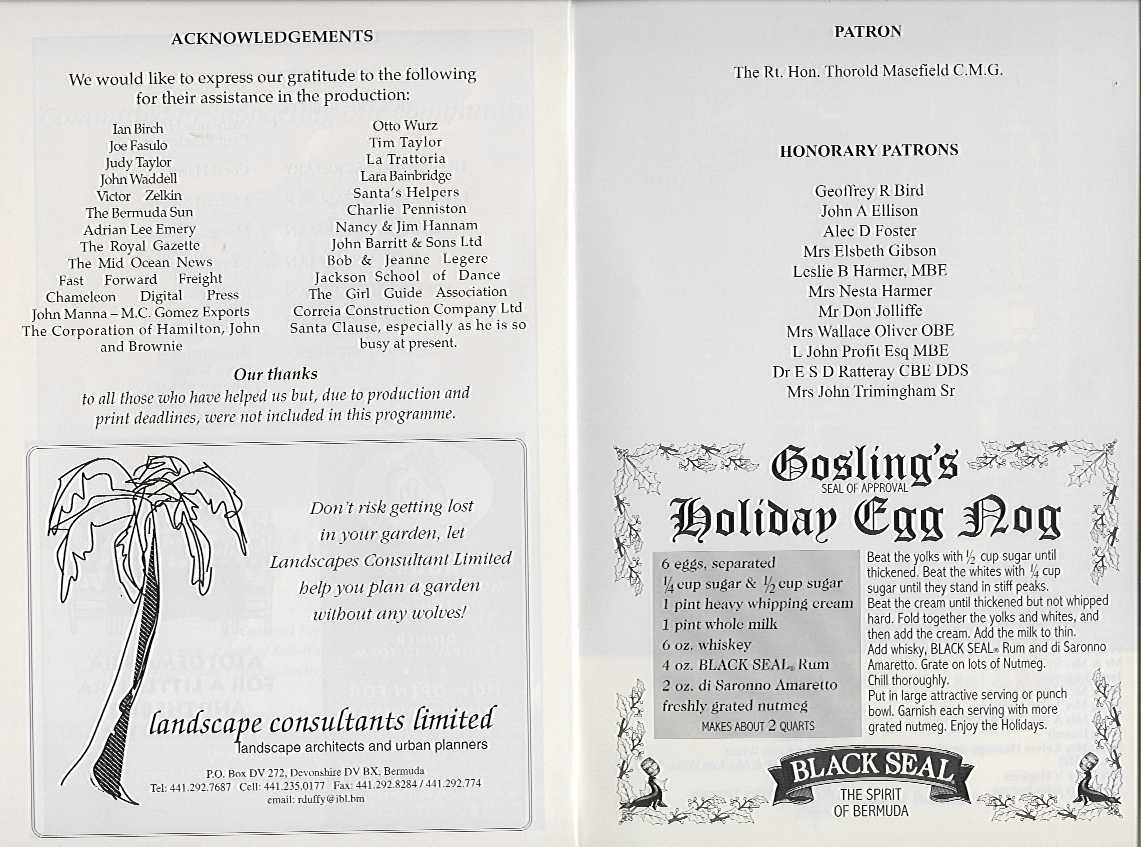 ACKNOWLEDGEMENTS
We would like to express our gratitude to the following
for their assistance in the production:
Ian Birch
Joe Fasulo
Judy Taylor
John Waddell
Victor Zelkin
The Bermuda Sun
Adrian Lee Emery
The Royal Gazette
The Mid Ocean News
Fast Forward Freight
Chameleon Digital Press
John Manna – M.C. Gomez Exports
The Corporation of Hamilton, John
and Brownie
Otto Wurz
Tim Taylor
La Trattoria
Lara Bainbridge
Santa's Helpers
Charlie Penniston
Nancy & Jim Hannam
John Barritt & Sons Ltd
Bob & Jeanne Legere
Jackson School of Dance
The Girl Guide Association
Correia Construction Company Ltd
Santa Clause, especially as he is so
busy at present.
Our thanks
to all those who have helped us but, due to production and
print deadlines, were not included in this programme.
Don't risk getting lost
in your garden, let
Landscapes Consultant Limited
help you plan a garden
without any wolves!
landscape consultants limited
landscape architects and urban planners
P.O. Box DV 272, Devonshire DV BX, Bermuda
Tel: 441.292.7687 Cell: 441.235.0177 Fax: 441.292.8284 / 441.292.774
email: rduffy@ibl.bm
PATRON
The Rt. Hon. Thorold Masefield C.M.G.
HONORARY PATRONS
Geoffrey R Bird
John A Ellison
Alec D Foster
Mrs Elsbeth Gibson
Leslie B Harmer, MBE
Mrs Nesta Harmer
Mr Don Jolliffe
Mrs Wallace Oliver OBE
L John Profit Esq MBE
Dr E S D Ratteray CBE DDS
Mrs John Trimingham Sr
Gosling's
SEAL OF APPROVAL
Holiday Egg Nog
6 eggs, separated
1/4 cup sugar & 1/2 cup sugar
1 pint heavy whipping cream
1 pint whole milk
6 oz. whiskey
4 oz. BLACK SEAL® Rum
2 oz. di Saronno Amaretto
freshly grated nutmeg
MAKES ABOUT 2 QUARTS
Beat the yolks with 1/2 cup sugar until
thickened. Beat the whites with 1/4 cup
sugar until they stand in stiff peaks.
Beat the cream until thickened but not whipped
hard. Fold together the yolks and whites, and
then add the cream. Add the milk to thin.
Add whisky, BLACK SEAL® Rum and di Saronno
Amaretto. Grate on lots of Nutmeg.
Chill thoroughly.
Put in large attractive serving or punch
bowl. Garnish each serving with more
grated nutmeg. Enjoy the Holidays.
BLACK SEAL
THE SPIRIT
OF BERMUDA